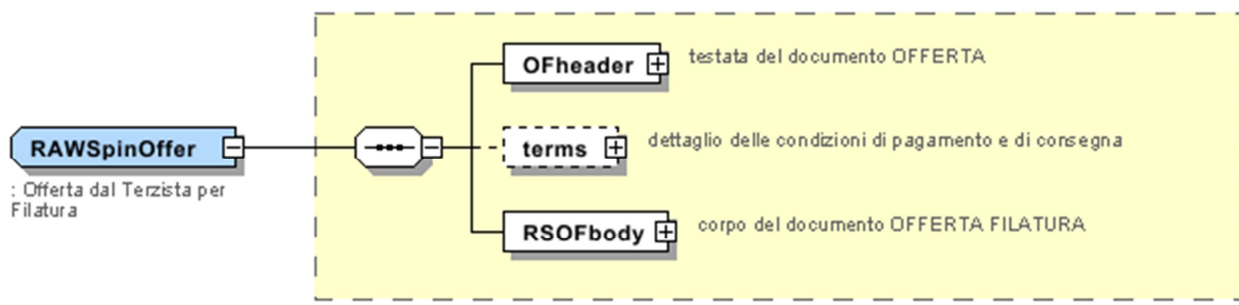 OFheader
testata del documento OFFERTA
RAWSpinOffer
: Offerta dal Terzista per
Filatura
terms
dettaglio delle condizioni di pagamento e di consegna
RSOFbody
corpo del documento OFFERTA FILATURA